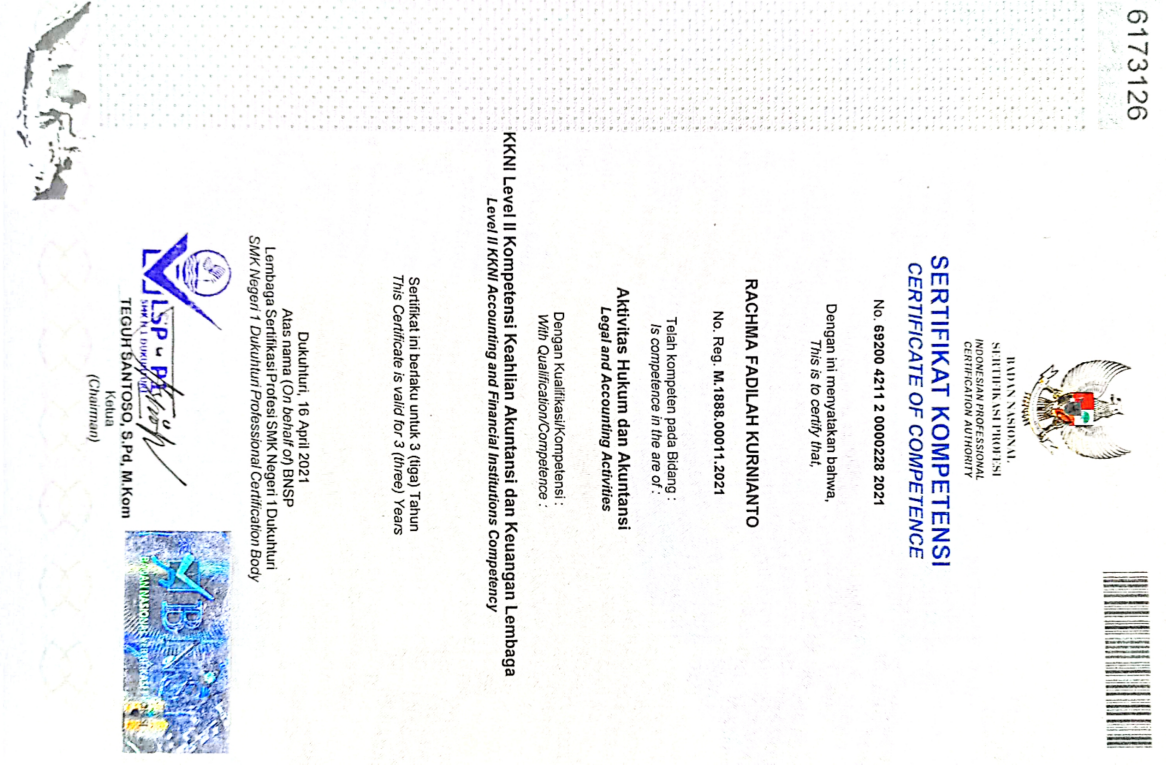 6173126
BADAN NASIONAL
SERTIFIKASI PROFESI
INDONESIAN PROFESSIONAL
CERTIFICATION AUTHORITY
SERTIFIKAT KOMPETENSI
CERTIFICATE OF COMPETENCE
No. 69200 4211 2 0000228 2021
Dengan ini menyatakan bahwa,
This is to certify that,
RACHMA FADILAH KURNIANTO
No. Reg. M.1888.00011.2021
Telah kompeten pada Bidang :
Is competence in the are of :
Aktivitas Hukum dan Akuntansi
Legal and Accounting Activities
Dengan Kualifikasi/Kompetensi :
With Qualification/Competence :
KKNI Level II Kompetensi Keahlian Akuntansi dan Keuangan Lembaga
Level II KKNI Accounting and Financial Institutions Competency
Sertifikat ini berlaku untuk 3 (tiga) Tahun
This Certificate is valid for 3 (three) Years
Dukuhturi, 16 April 2021
Atas nama (On behalf of) BNSP
Lembaga Sertifikasi Profesi SMK Negeri 1 Dukuhturi
SMK Negeri 1 Dukuhturi Professional Certification Body
LSP - P1
SMK N 1 DUKUHTURI
TEGUH SANTOSO, S.Pd, M.Kom
Ketua
(Chairman)